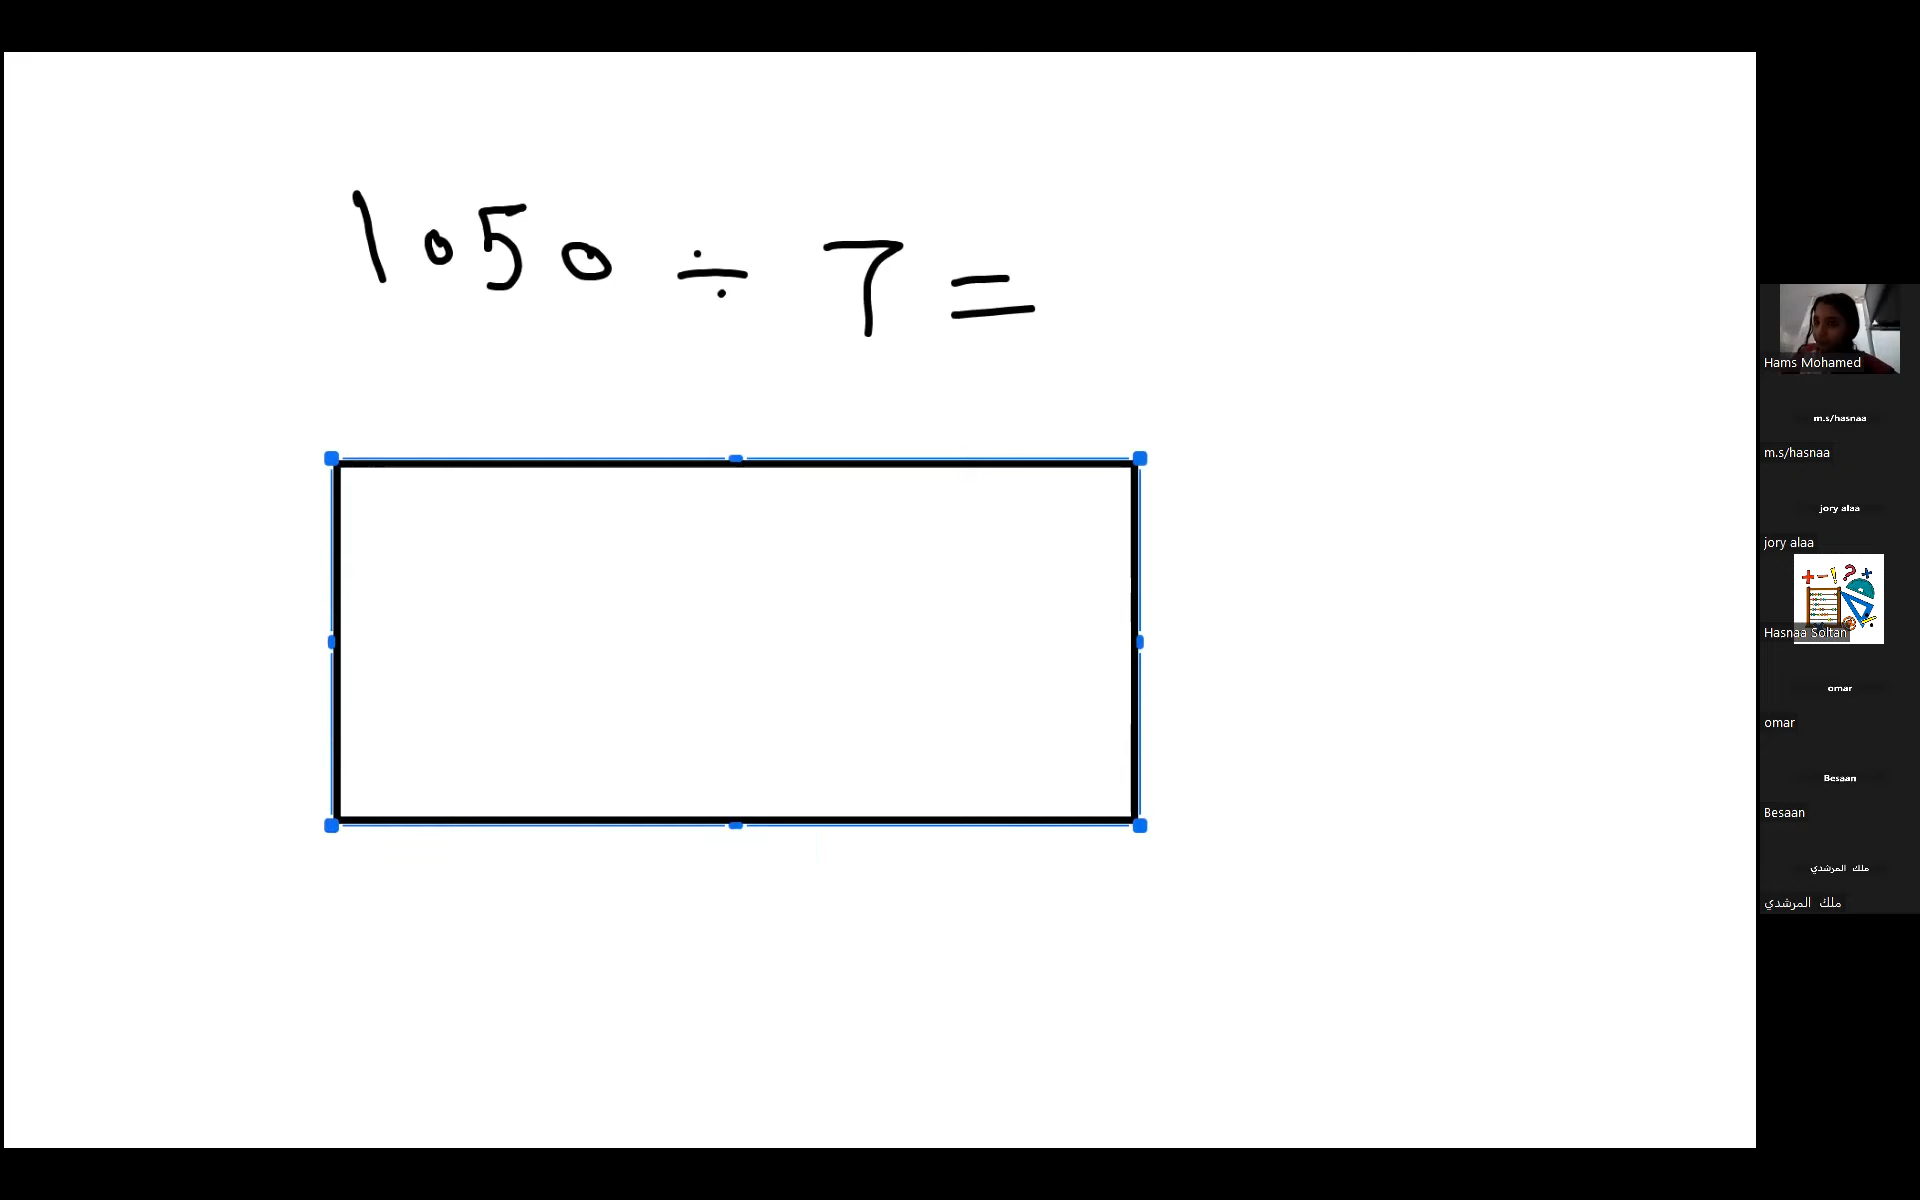 1050 ÷ 7 =
Hams Mohamed
m.s/hasnaa
m.s/hasnaa
jory alaa
jory alaa
+ - ! ? +
Hasnaa Soltan
omar
omar
Besaan
Besaan
ملك المرشدي
ملك المرشدي